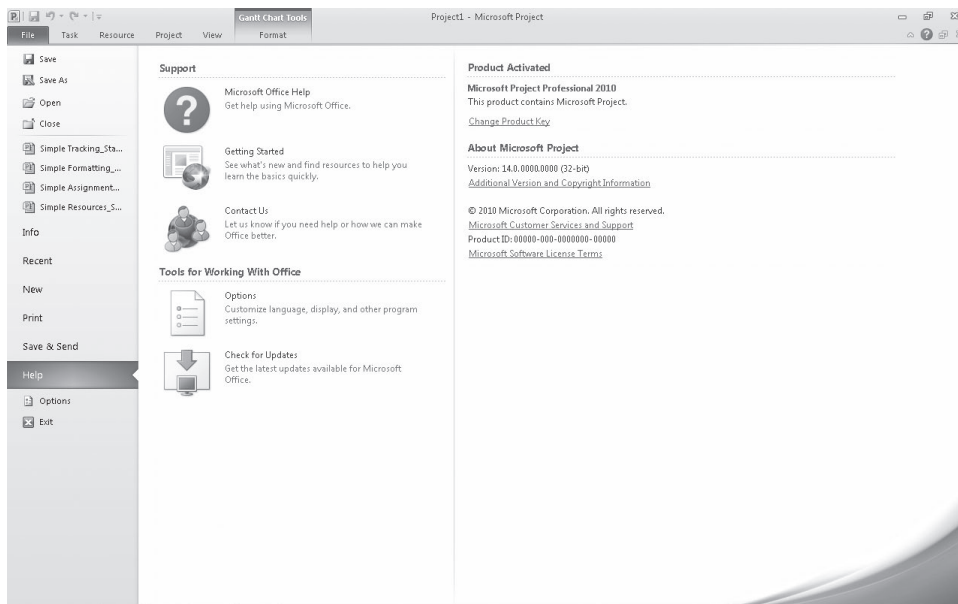 Gantt Chart Tools
Project1 - Microsoft Project
File Task Resource Project View Format
Save
Save As
Open
Close
Simple Tracking_Sta...
Simple Formatting_...
Simple Assignment...
Simple Resources_S...
Info
Recent
New
Print
Save & Send
Help
Options
Exit
Support
Microsoft Office Help
Get help using Microsoft Office.
Getting Started
See what's new and find resources to help you
learn the basics quickly.
Contact Us
Let us know if you need help or how we can make
Office better.
Tools for Working With Office
Options
Customize language, display, and other program
settings.
Check for Updates
Get the latest updates available for Microsoft
Office.
Product Activated
Microsoft Project Professional 2010
This product contains Microsoft Project.
Change Product Key
About Microsoft Project
Version: 14.0.0000.0000 (32-bit)
Additional Version and Copyright Information
© 2010 Microsoft Corporation. All rights reserved.
Microsoft Customer Services and Support
Product ID: 00000-000-0000000-00000
Microsoft Software License Terms